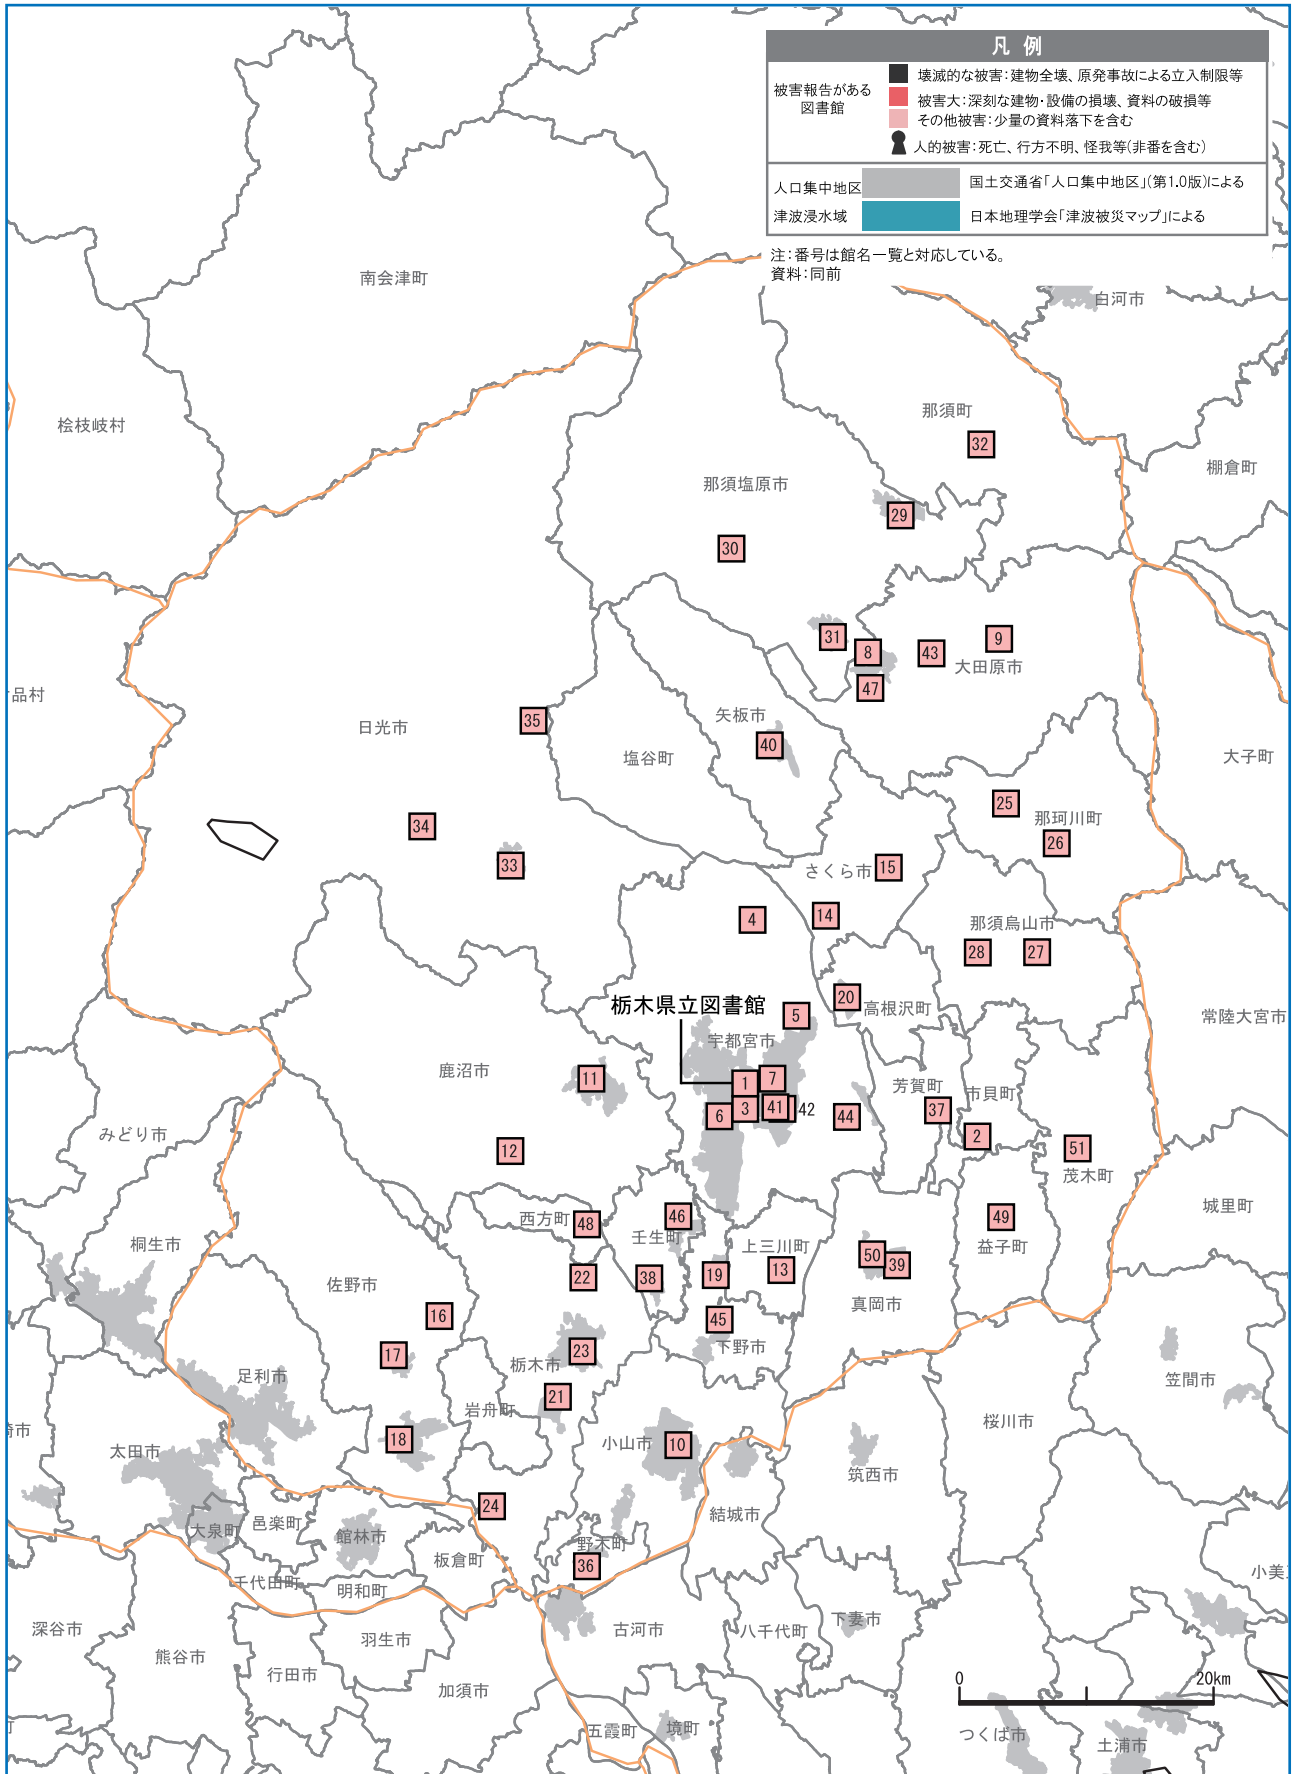 凡 例
被害報告がある
図書館
壊滅的な被害：建物全壊、原発事故による立入制限等
被害大：深刻な建物・設備の損壊、資料の破損等
その他被害：少量の資料落下を含む
人的被害：死亡、行方不明、怪我等(非番を含む)
人口集中地区
国土交通省「人口集中地区」(第1.0版)による
津波浸水域
日本地理学会「津波被災マップ」による
注：番号は館名一覧と対応している。
資料：同前
南会津町
白河市
那須町
桧枝岐村
32
棚倉町
那須塩原市
29
30
31
8
43
9
大田原市
47
品村
35
日光市
矢板市
40
塩谷町
大子町
25
那珂川町
34
26
33
さくら市
15
4
14
那須烏山市
28
27
20
栃木県立図書館
5
高根沢町
常陸大宮市
宇都宮市
鹿沼市
11
1
7
芳賀町
市貝町
6
3
41
42
44
37
みどり市
2
12
51
茂木町
城里町
西方町
48
46
壬生町
49
益子町
桐生市
上三川町
50
39
22
38
19
13
佐野市
真岡市
16
45
下野市
17
23
栃木市
足利市
笠間市
21
岩舟町
桜川市
市
太田市
18
小山市
10
筑西市
24
結城市
大泉町
邑楽町
館林市
野木町
板倉町
36
千代田町
明和町
小美
深谷市
羽生市
古河市
八千代町
下妻市
熊谷市
行田市
加須市
0
20km
五霞町
境町
つくば市
土浦市